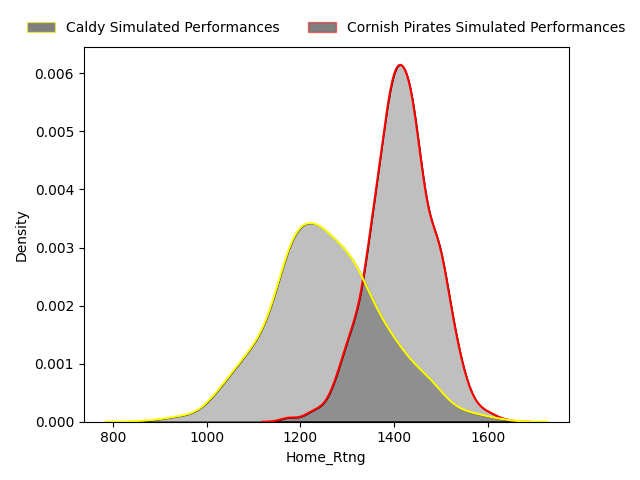 Caldy Simulated Performances Cornish Pirates Simulated Performances
0.006
0.005
0.004
0.003
0.002
0.001
0.000
Density
800 1000 1200 1400 1600
Home_Rtng